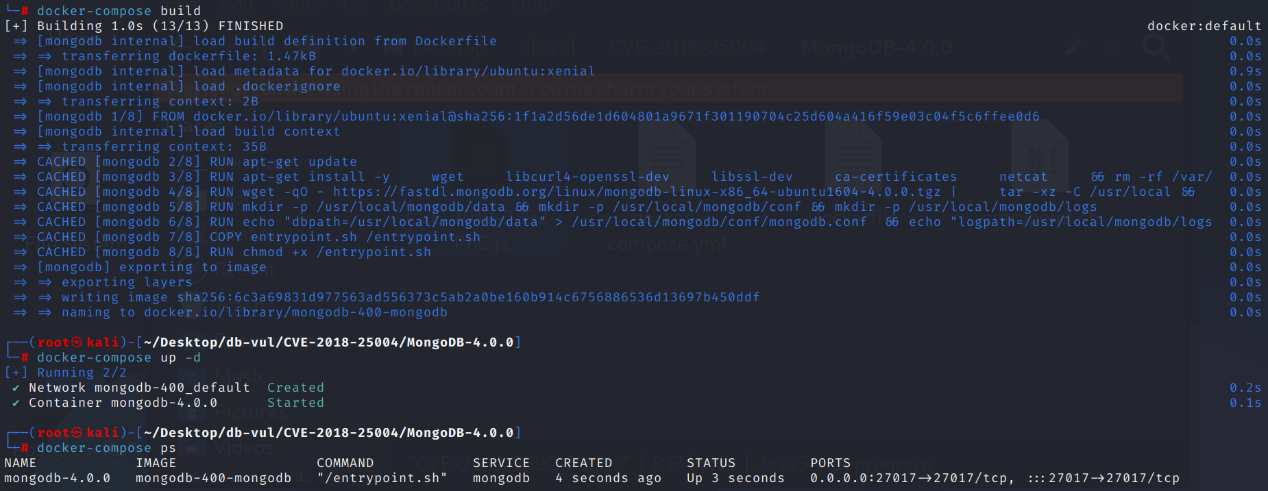 └─# docker-compose build
[+] Building 1.0s (13/13) FINISHED docker:default
=> [mongodb internal] load build definition from Dockerfile 0.0s
=> => transferring dockerfile: 1.47kB 0.0s
=> [mongodb internal] load metadata for docker.io/library/ubuntu:xenial 0.9s
=> [mongodb internal] load .dockerignore 0.0s
=> => transferring context: 2B 0.0s
=> [mongodb 1/8] FROM docker.io/library/ubuntu:xenial@sha256:1f1a2d56de1d604801a9671f301190704c25d604a416f59e03c04f5c6ffee0d6 0.0s
=> [mongodb internal] load build context 0.0s
=> => transferring context: 35B 0.0s
=> CACHED [mongodb 2/8] RUN apt-get update 0.0s
=> CACHED [mongodb 3/8] RUN apt-get install -y wget libcurl4-openssl-dev libssl-dev ca-certificates netcat && rm -rf /var/ 0.0s
=> CACHED [mongodb 4/8] RUN wget -qO - https://fastdl.mongodb.org/linux/mongodb-linux-x86_64-ubuntu1604-4.0.0.tgz | tar -xz -C /usr/local && 0.0s
=> CACHED [mongodb 5/8] RUN mkdir -p /usr/local/mongodb/data && mkdir -p /usr/local/mongodb/conf && mkdir -p /usr/local/mongodb/logs 0.0s
=> CACHED [mongodb 6/8] RUN echo "dbpath=/usr/local/mongodb/data" > /usr/local/mongodb/conf/mongodb.conf && echo "logpath=/usr/local/mongodb/logs 0.0s
=> CACHED [mongodb 7/8] COPY entrypoint.sh /entrypoint.sh 0.0s
=> CACHED [mongodb 8/8] RUN chmod +x /entrypoint.sh 0.0s
=> [mongodb] exporting to image 0.0s
=> => exporting layers 0.0s
=> => writing image sha256:6c3a69831d977563ad556373c5ab2a0be160b914c6756886536d13697b450ddf 0.0s
=> => naming to docker.io/library/mongodb-400-mongodb 0.0s
┌──(root㉿kali)-[~/Desktop/db-vul/CVE-2018-25004/MongoDB-4.0.0]
└─# docker-compose up -d
[+] Running 2/2
✔ Network mongodb-400_default Created 0.2s
✔ Container mongodb-4.0.0 Started 0.1s
┌──(root㉿kali)-[~/Desktop/db-vul/CVE-2018-25004/MongoDB-4.0.0]
└─# docker-compose ps
NAME IMAGE COMMAND SERVICE CREATED STATUS PORTS
mongodb-4.0.0 mongodb-400-mongodb "/entrypoint.sh" mongodb 4 seconds ago Up 3 seconds 0.0.0.0:27017->27017/tcp, :::27017->27017/tcp